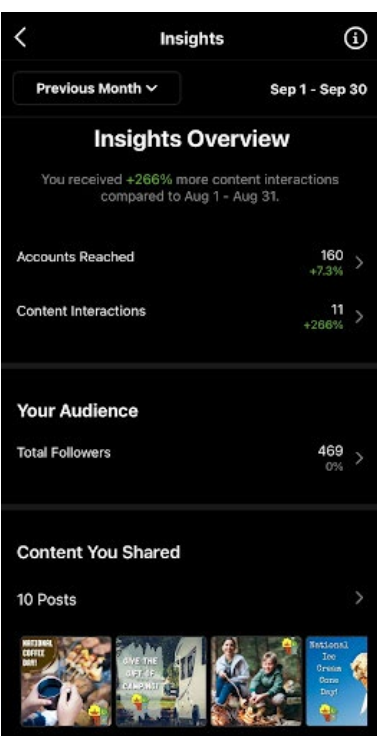 Insights
Previous Month
Sep 1 - Sep 30
Insights Overview
You received +266% more content interactions
compared to Aug 1 - Aug 31.
Accounts Reached
160
+7.3%
Content Interactions
11
+266%
Your Audience
Total Followers
469
0%
Content You Shared
10 Posts
NATIONAL
COFFEE
DAY!
GIVE THE
GIFT OF
CAMPING!
National
Ice
Cream
Cone
Day!